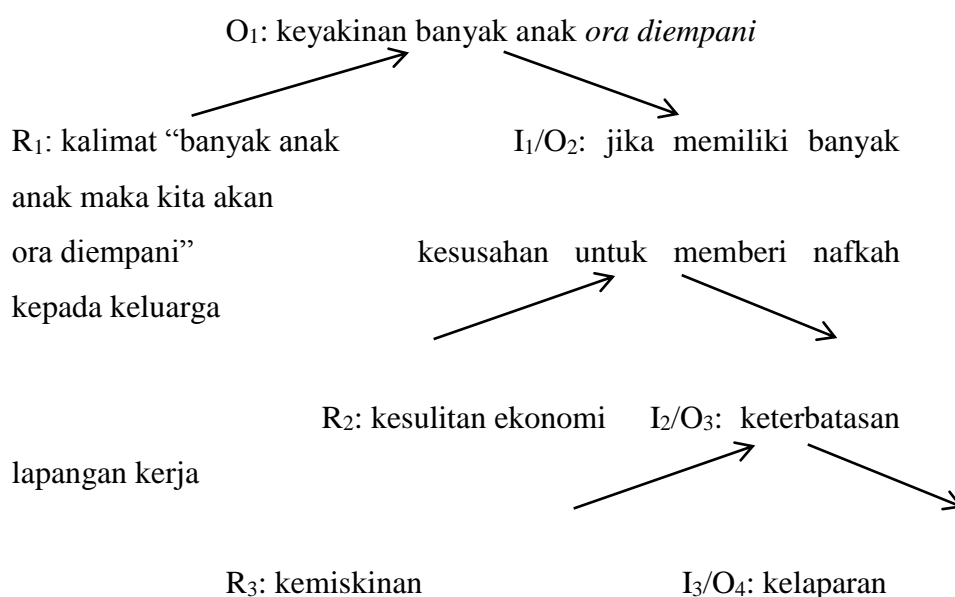 O₁: keyakinan banyak anak ora diempani
R₁: kalimat “banyak anak I₁/O₂: jika memiliki banyak
anak maka kita akan
ora diempani” kesusahan untuk memberi nafkah
kepada keluarga
R₂: kesulitan ekonomi I₂/O₃: keterbatasan
lapangan kerja
R₃: kemiskinan I₃/O₄: kelaparan